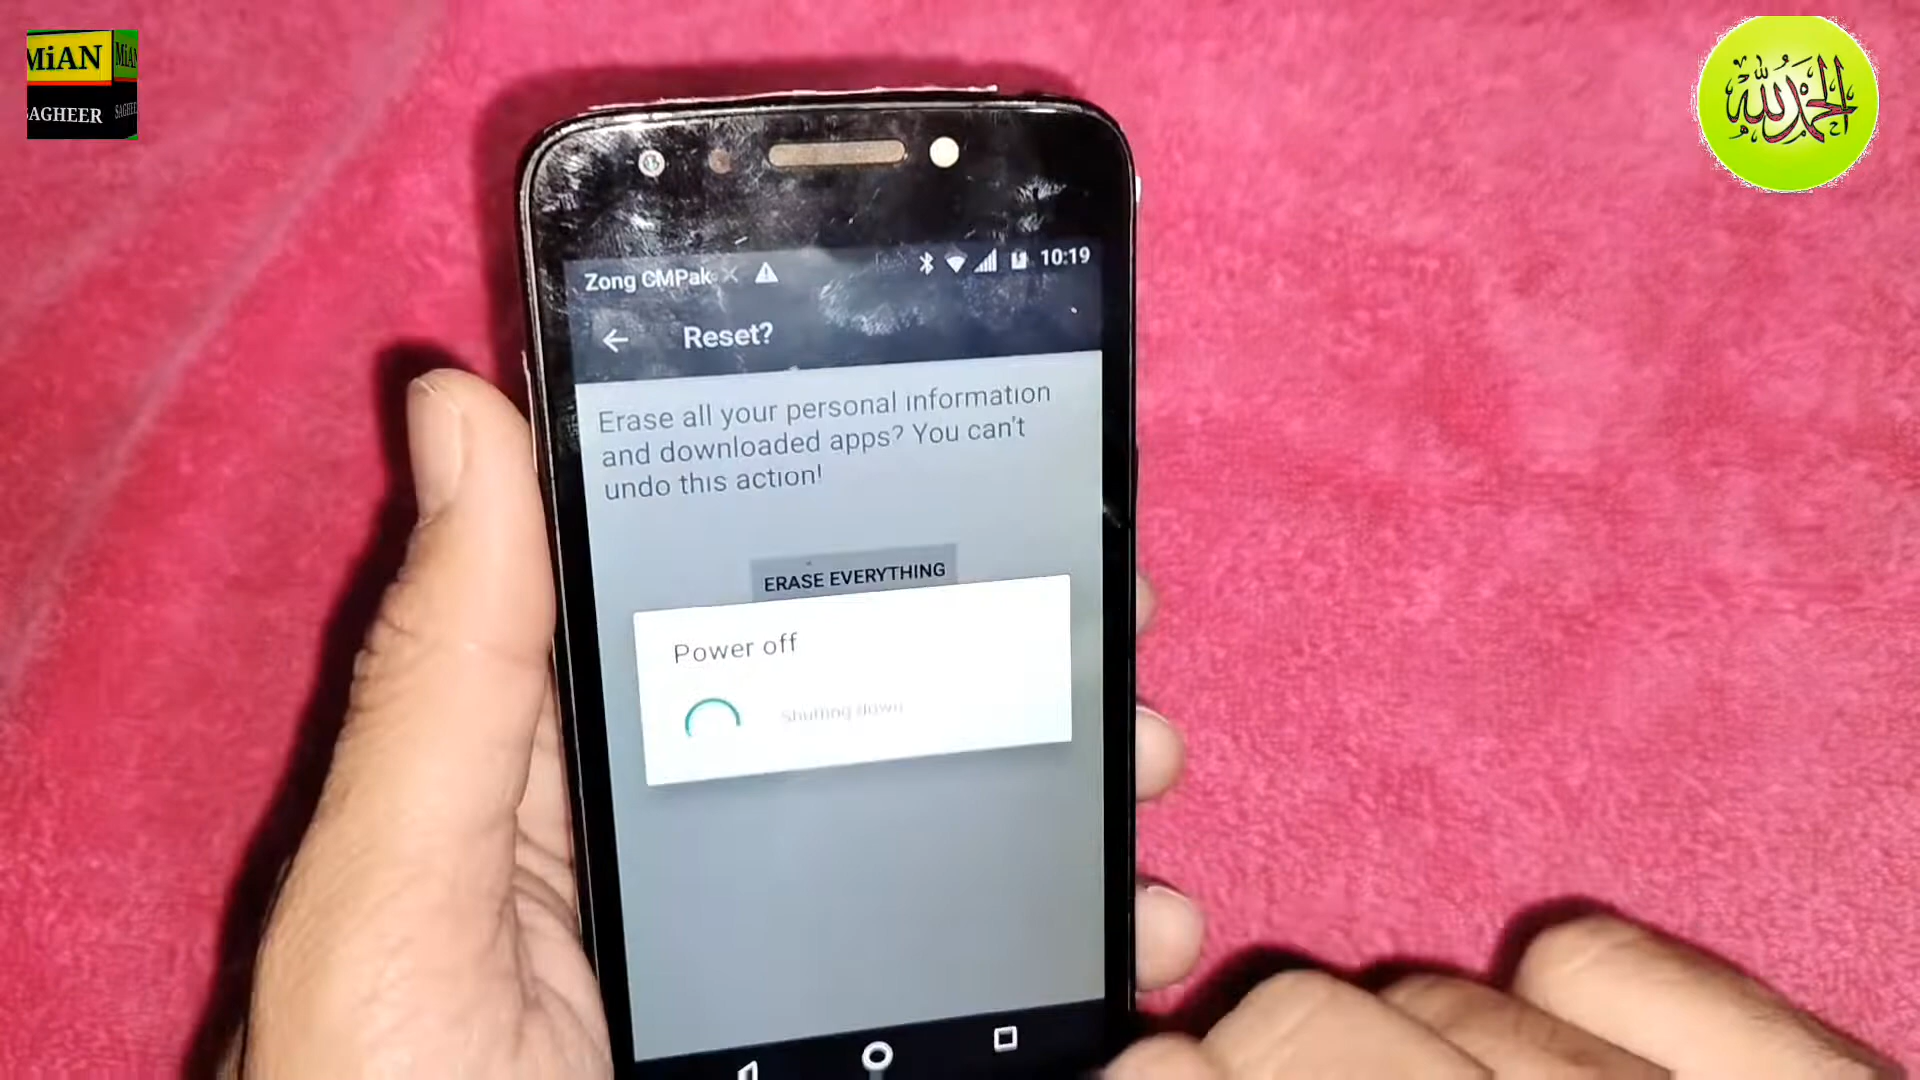 MiAN
MiAN
SAGHEER
SAGHEER
الحمد لله
Zong CMPak
10:19
Reset?
Erase all your personal information
and downloaded apps? You can't
undo this action!
ERASE EVERYTHING
Power off
Shutting down